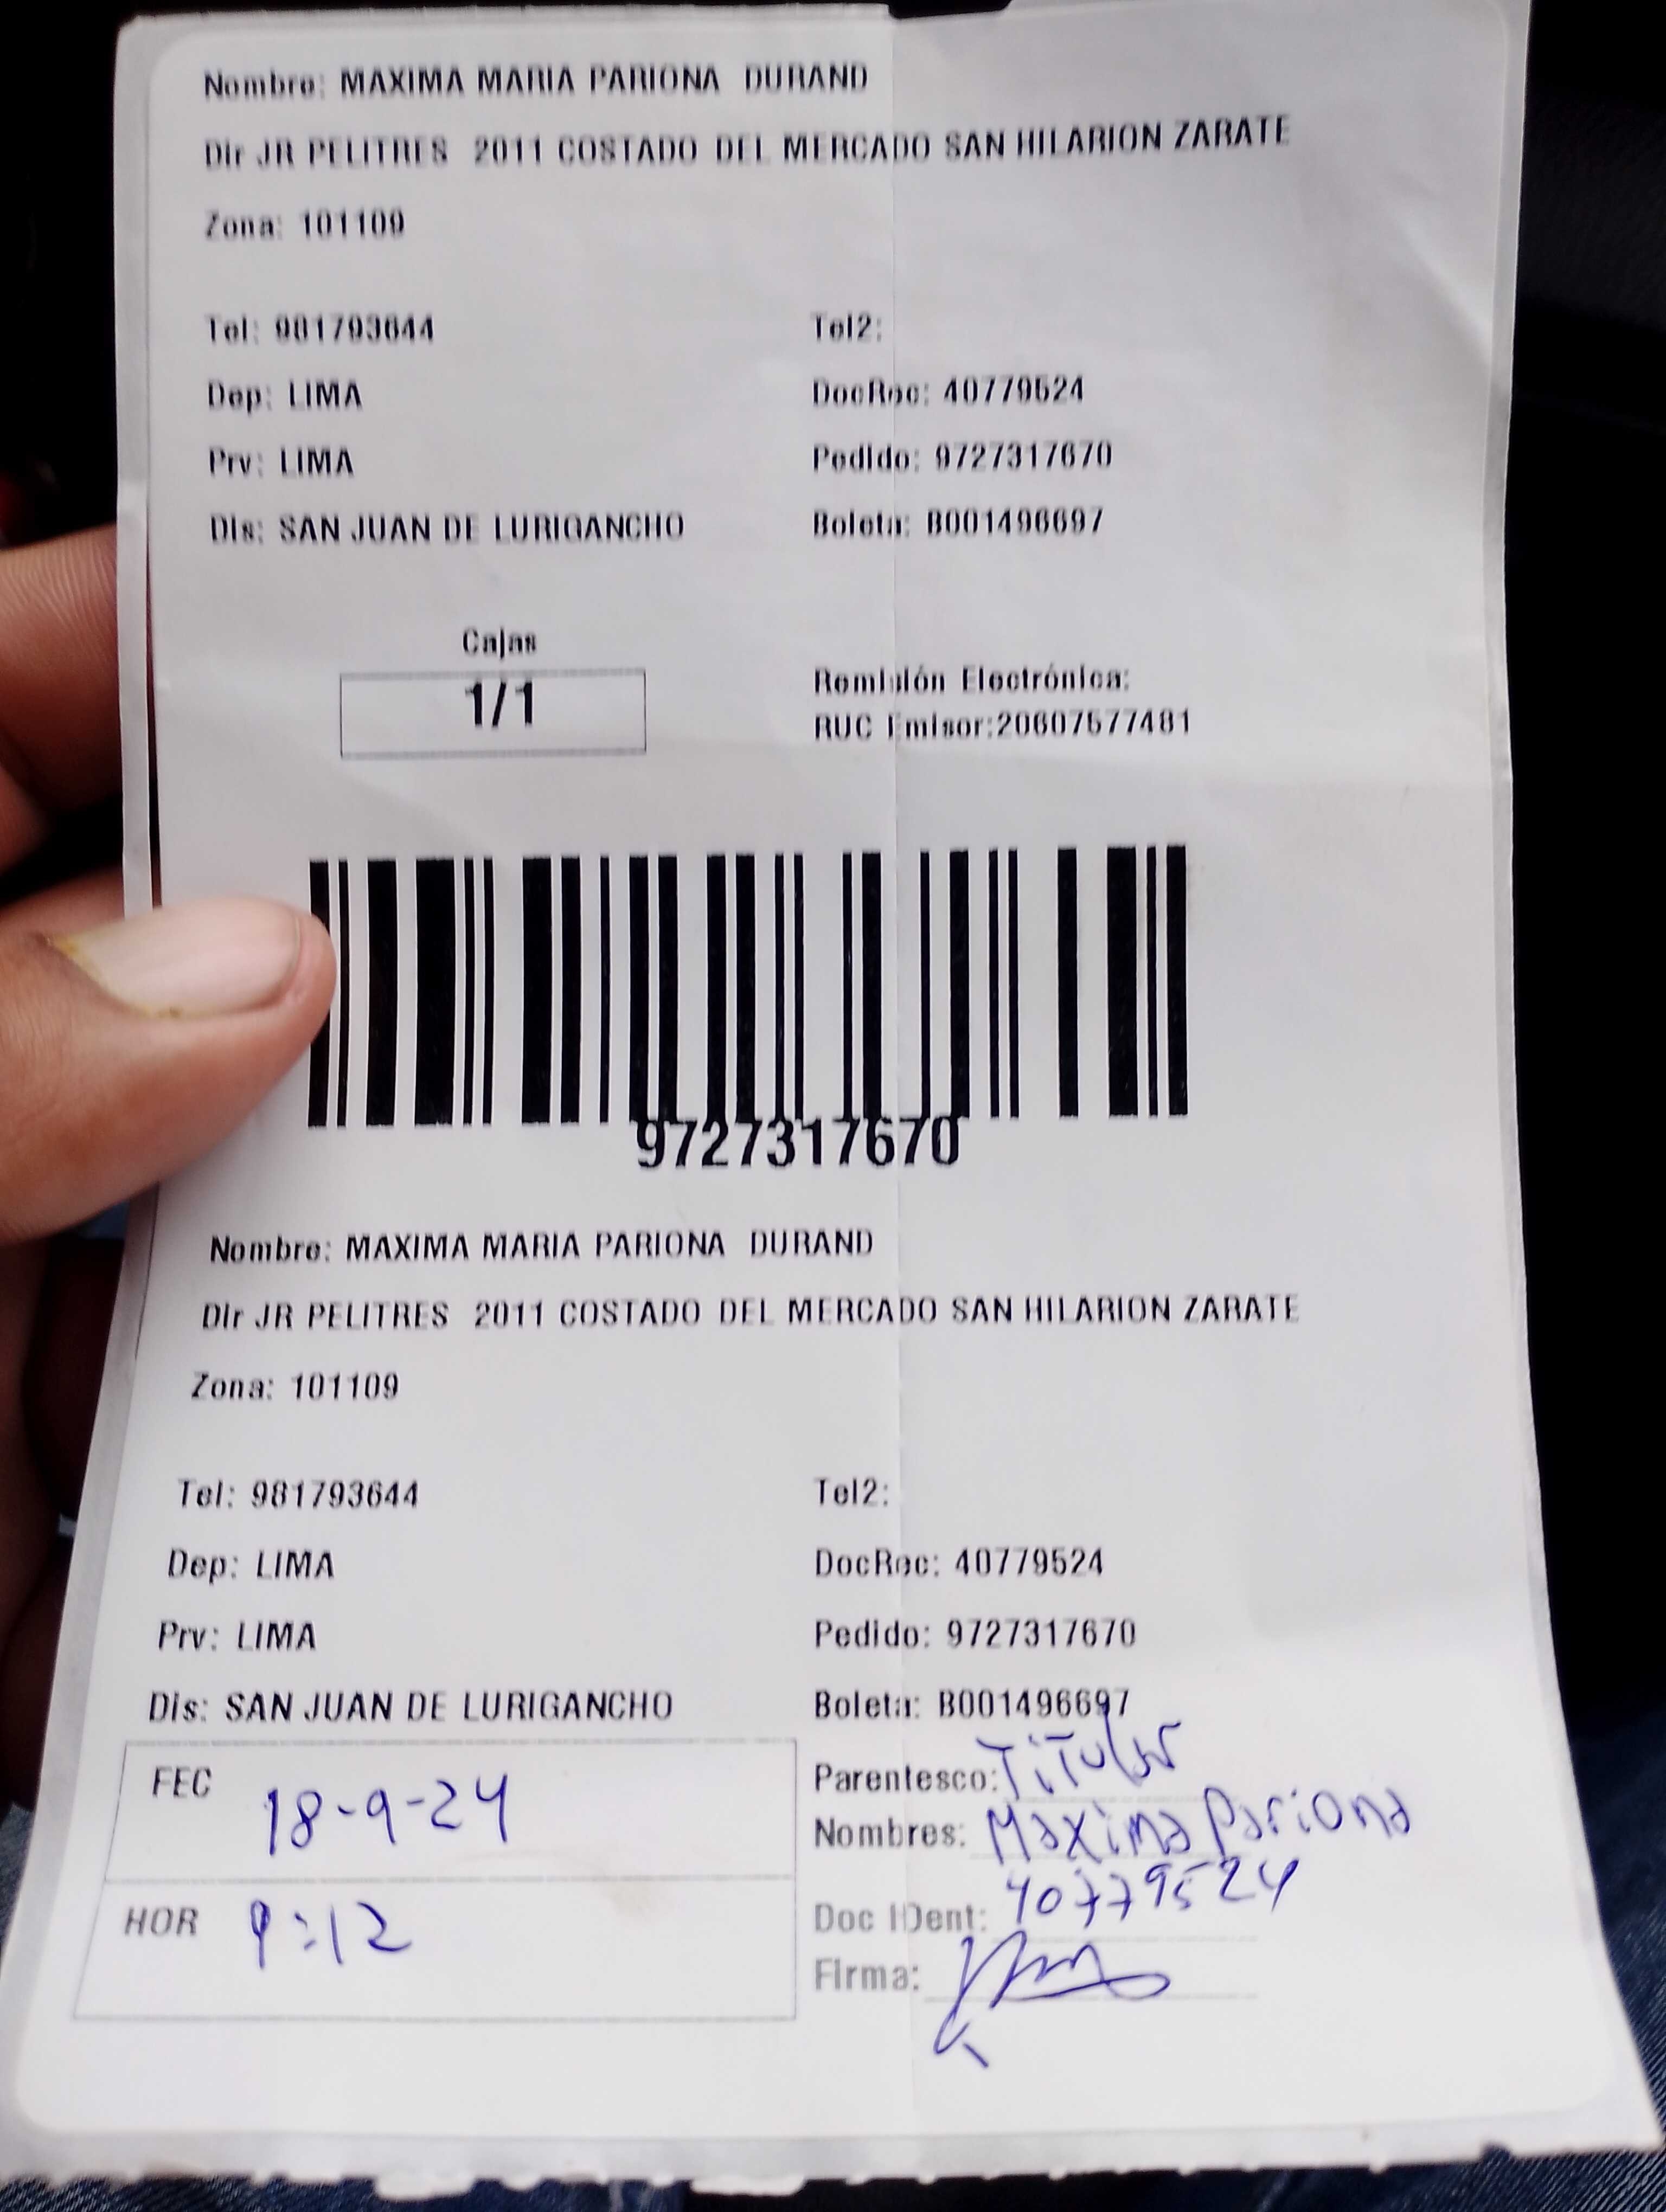 Nombre: MAXIMA MARIA PARIONA DURAND
Dir JR PELITRES 2011 COSTADO DEL MERCADO SAN HILARION ZARATE
Zona: 101109
Tel: 981793644 Tel2:
Dep: LIMA DocRec: 40779524
Prv: LIMA Pedido: 9727317670
Dis: SAN JUAN DE LURIGANCHO Boleta: B001496697
Cajas
1/1
Remisión Electrónica:
RUC Emisor:20607577481
9727317670
Nombre: MAXIMA MARIA PARIONA DURAND
Dir JR PELITRES 2011 COSTADO DEL MERCADO SAN HILARION ZARATE
Zona: 101109
Tel: 981793644 Tel2:
Dep: LIMA DocRec: 40779524
Prv: LIMA Pedido: 9727317670
Dis: SAN JUAN DE LURIGANCHO Boleta: B001496697
FEC 18-9-24
Parentesco: Titular
Nombres: Maxima Pariona
HOR 9:12
Doc IDent: 40779524
Firma: